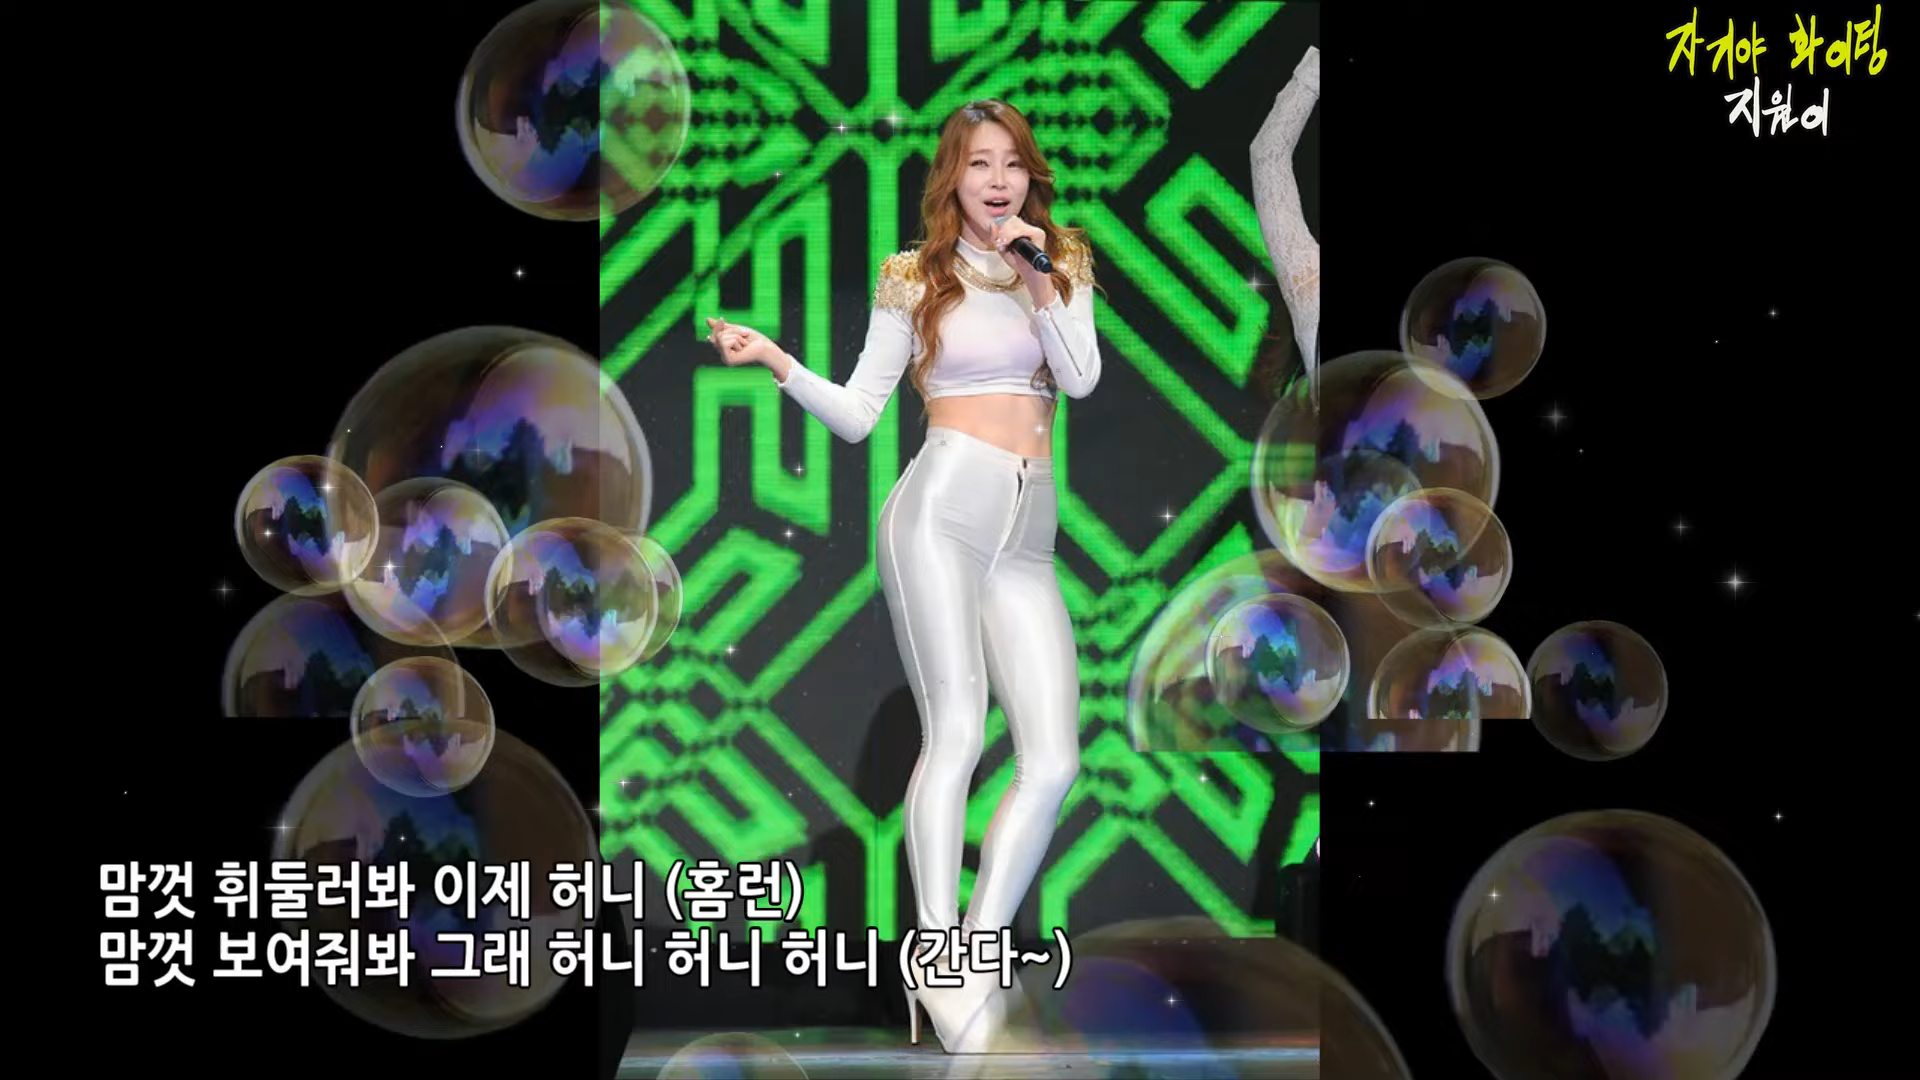 자기야 화이팅
지원이
맘껏 휘둘러봐 이제 허니 (홈런)
맘껏 보여줘봐 그래 허니 허니 허니 (간다~)